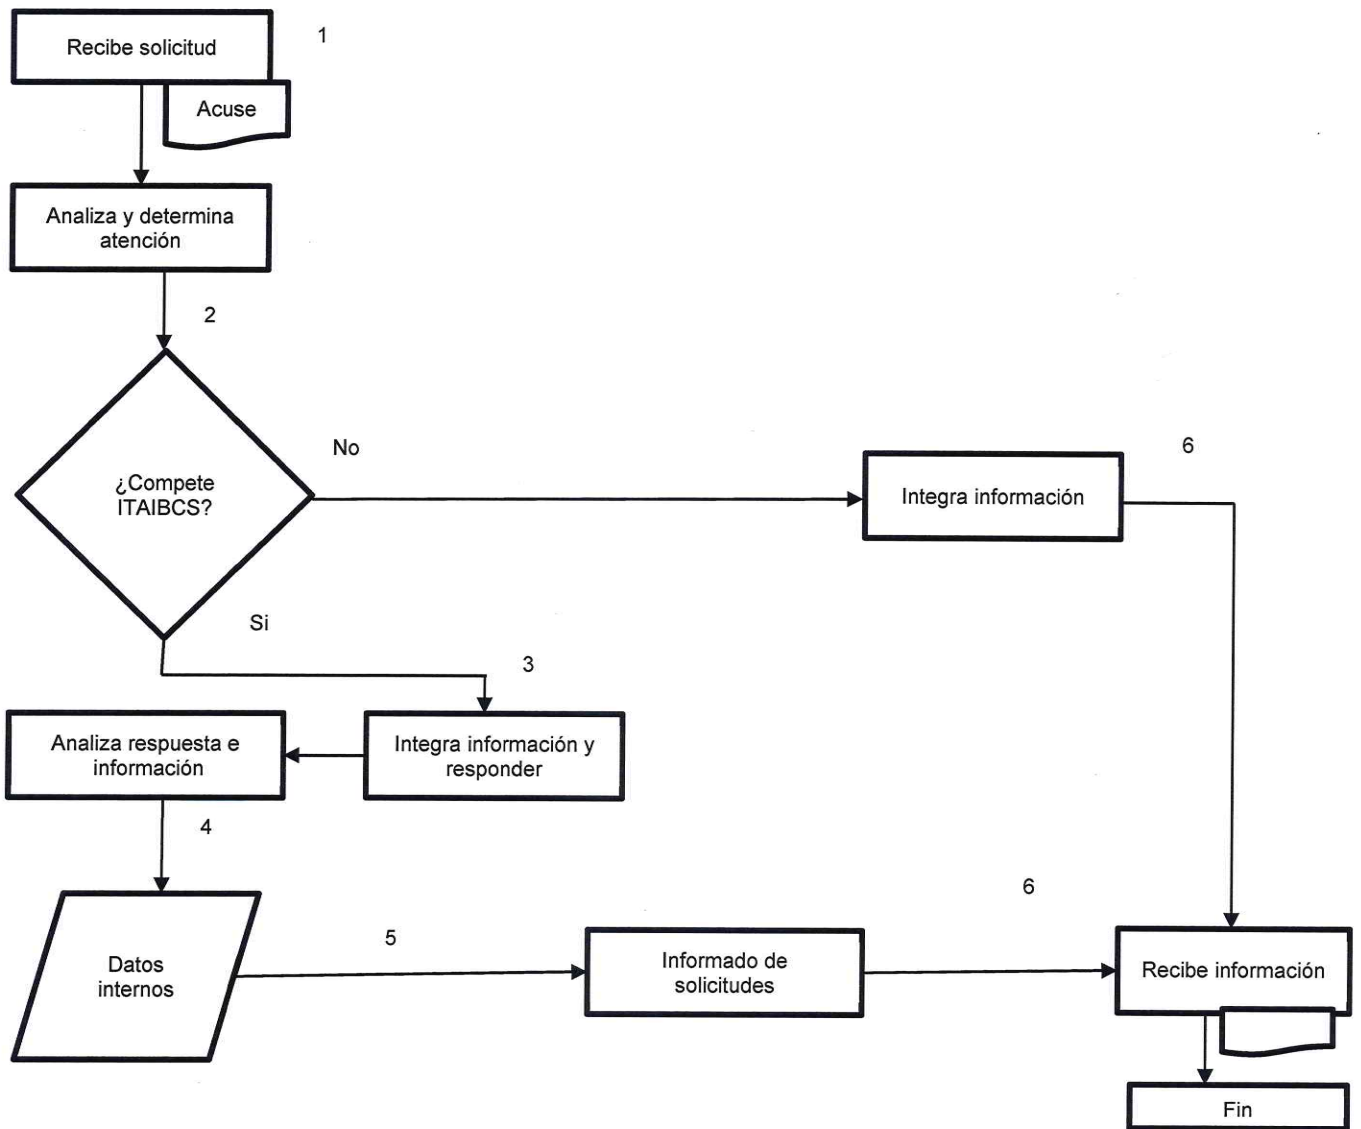 Recibe solicitud
1
Acuse
Analiza y determina
atención
2
¿Compete
ITAIBCS?
No
Integra información
6
Si
3
Analiza respuesta e
información
Integra información y
responder
4
Datos
internos
5
Informado de
solicitudes
6
Recibe información
Fin